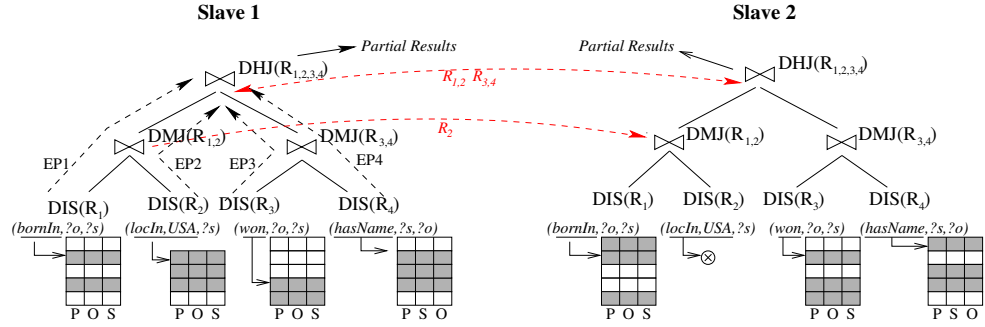 Slave 1
Slave 2
Partial Results
Partial Results
DHJ(R1,2,3,4)
DHJ(R1,2,3,4)
R1,2 R3,4
DMJ(R1,2)
DMJ(R3,4)
R2
DMJ(R1,2)
DMJ(R3,4)
EP1
EP2
EP3
EP4
DIS(R1)
DIS(R2)
DIS(R3)
DIS(R4)
DIS(R1)
DIS(R2)
DIS(R3)
DIS(R4)
(bornIn,?o,?s)
(locIn,USA,?s)
(won,?o,?s)
(hasName,?s,?o)
(bornIn,?o,?s)
(locIn,USA,?s)
(won,?o,?s)
(hasName,?s,?o)
P O S
P O S
P O S
P S O
P O S
P O S
P S O